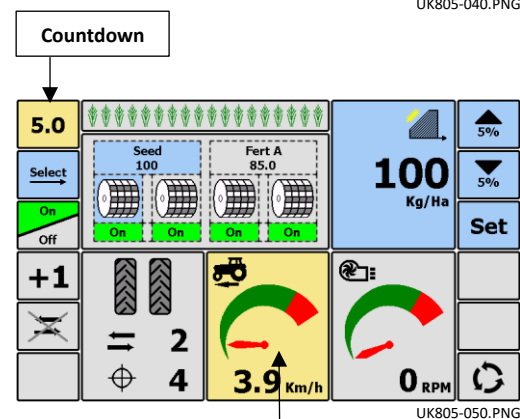 UK805-040.PNG
Countdown
5.0
5%
Seed
100
Fert A
85.0
Select
100
Kg/Ha
5%
On
Off
On
On
On
On
Set
+1
2
4
3.9 Km/h
0 RPM
UK805-050.PNG